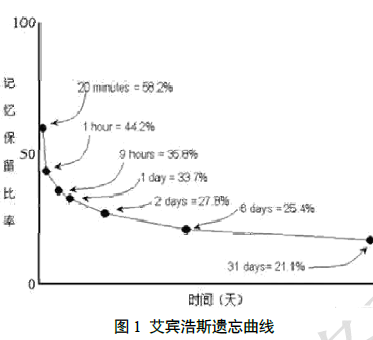 100
20 minutes = 58.2%
记忆保留比率
1 hour = 44.2%
50
9 hours = 35.8%
1 day = 33.7%
2 days = 27.8%
6 days = 25.4%
31 days = 21.1%
0
时间（天）
图 1 艾宾浩斯遗忘曲线